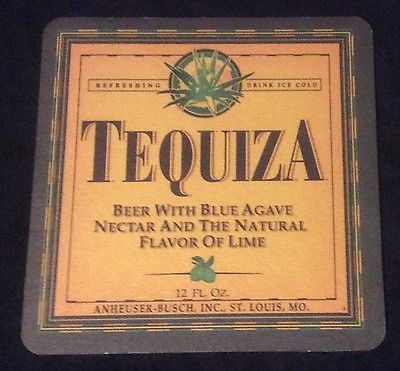 REFRESHING DRINK ICE COLD
TEQUIZA
BEER WITH BLUE AGAVE
NECTAR AND THE NATURAL
FLAVOR OF LIME
12 FL. OZ.
ANHEUSER-BUSCH, INC., ST. LOUIS, MO.